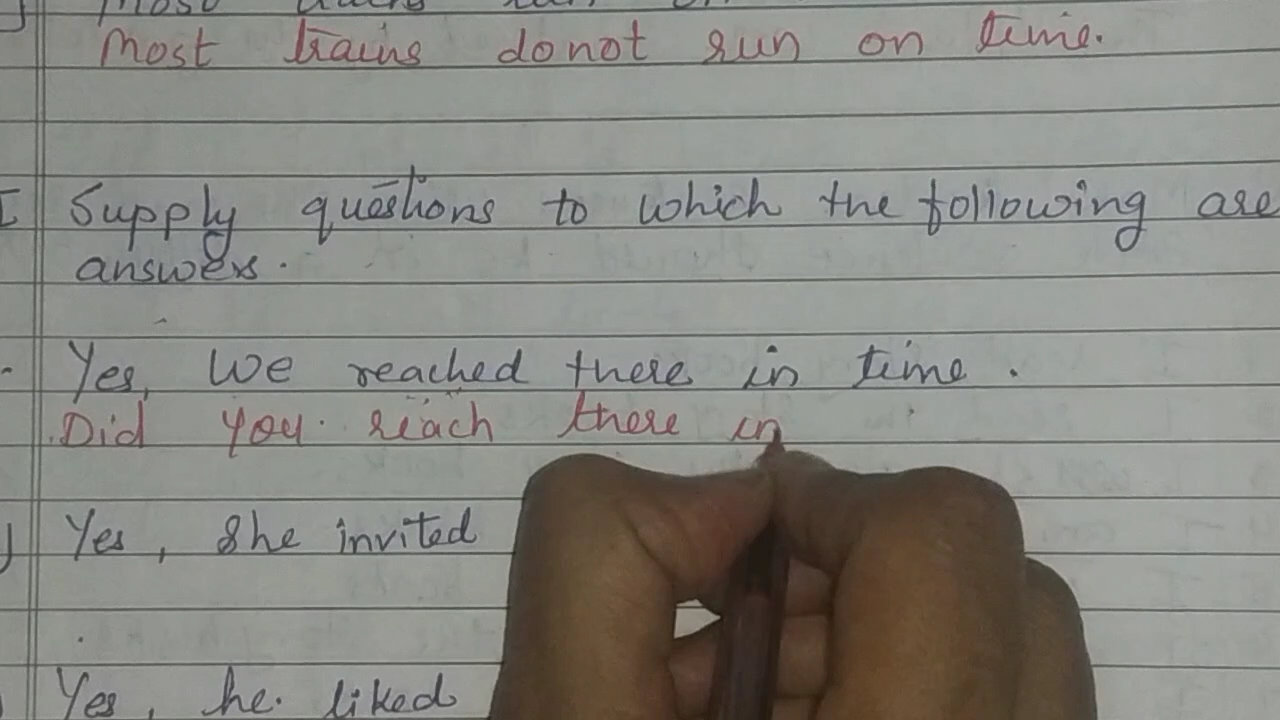 Most trains donot run on time.
I Supply questions to which the following are
answers.
Yes, We reached there in time.
Did you reach there in
Yes, She invited
Yes, he liked